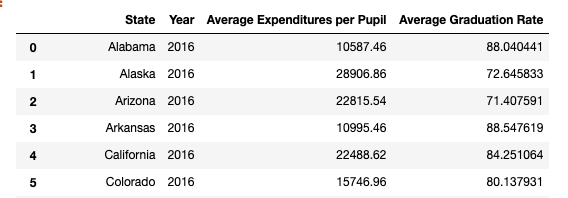 State Year Average Expenditures per Pupil Average Graduation Rate
0 Alabama 2016 10587.46 88.040441
1 Alaska 2016 28906.86 72.645833
2 Arizona 2016 22815.54 71.407591
3 Arkansas 2016 10995.46 88.547619
4 California 2016 22488.62 84.251064
5 Colorado 2016 15746.96 80.137931